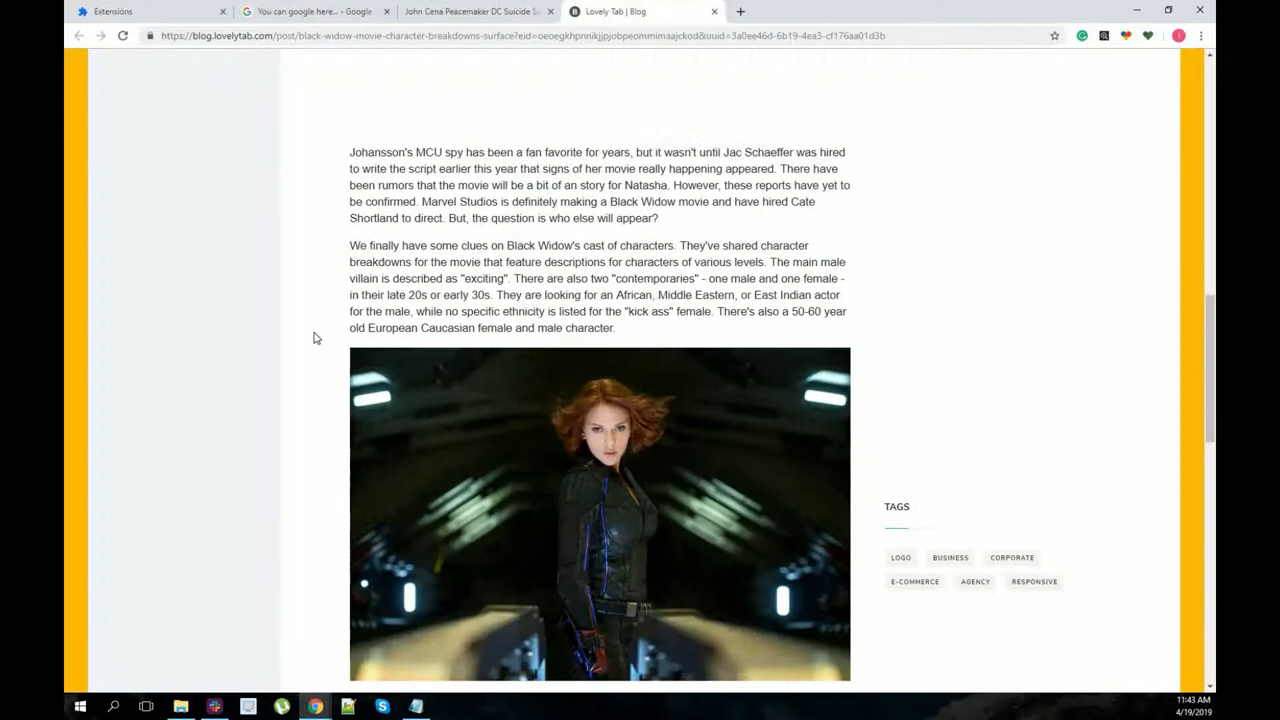 Extensions
You can google here... - Google
John Cena Peacemaker DC Suicide S
Lovely Tab | Blog
https://blog.lovelytab.com/post/black-widow-movie-character-breakdowns-surface?eid=oeoegkhpnnikjjpjobpeommimaajckod&uuid=3a0ee46d-6b19-4ea3-cf176aa01d3b
Johansson's MCU spy has been a fan favorite for years, but it wasn't until Jac Schaeffer was hired
to write the script earlier this year that signs of her movie really happening appeared. There have
been rumors that the movie will be a bit of an story for Natasha. However, these reports have yet to
be confirmed. Marvel Studios is definitely making a Black Widow movie and have hired Cate
Shortland to direct. But, the question is who else will appear?
We finally have some clues on Black Widow's cast of characters. They've shared character
breakdowns for the movie that feature descriptions for characters of various levels. The main male
villain is described as "exciting". There are also two "contemporaries" - one male and one female -
in their late 20s or early 30s. They are looking for an African, Middle Eastern, or East Indian actor
for the male, while no specific ethnicity is listed for the "kick ass" female. There's also a 50-60 year
old European Caucasian female and male character.
TAGS
LOGO BUSINESS CORPORATE
E-COMMERCE AGENCY RESPONSIVE
11:43 AM
4/19/2019